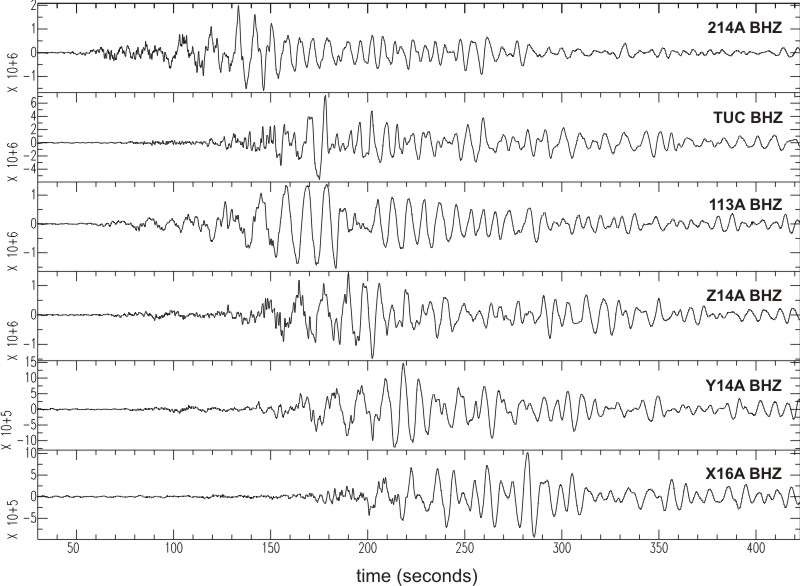 2
1
0
-1
X 10+6
214A BHZ
6
4
2
0
-2
-4
X 10+6
TUC BHZ
1
0
-1
X 10+6
113A BHZ
1
0
-1
X 10+6
Z14A BHZ
15
10
5
0
-5
-10
X 10+5
Y14A BHZ
10
5
0
-5
X 10+5
X16A BHZ
50 100 150 200 250 300 350 400
time (seconds)